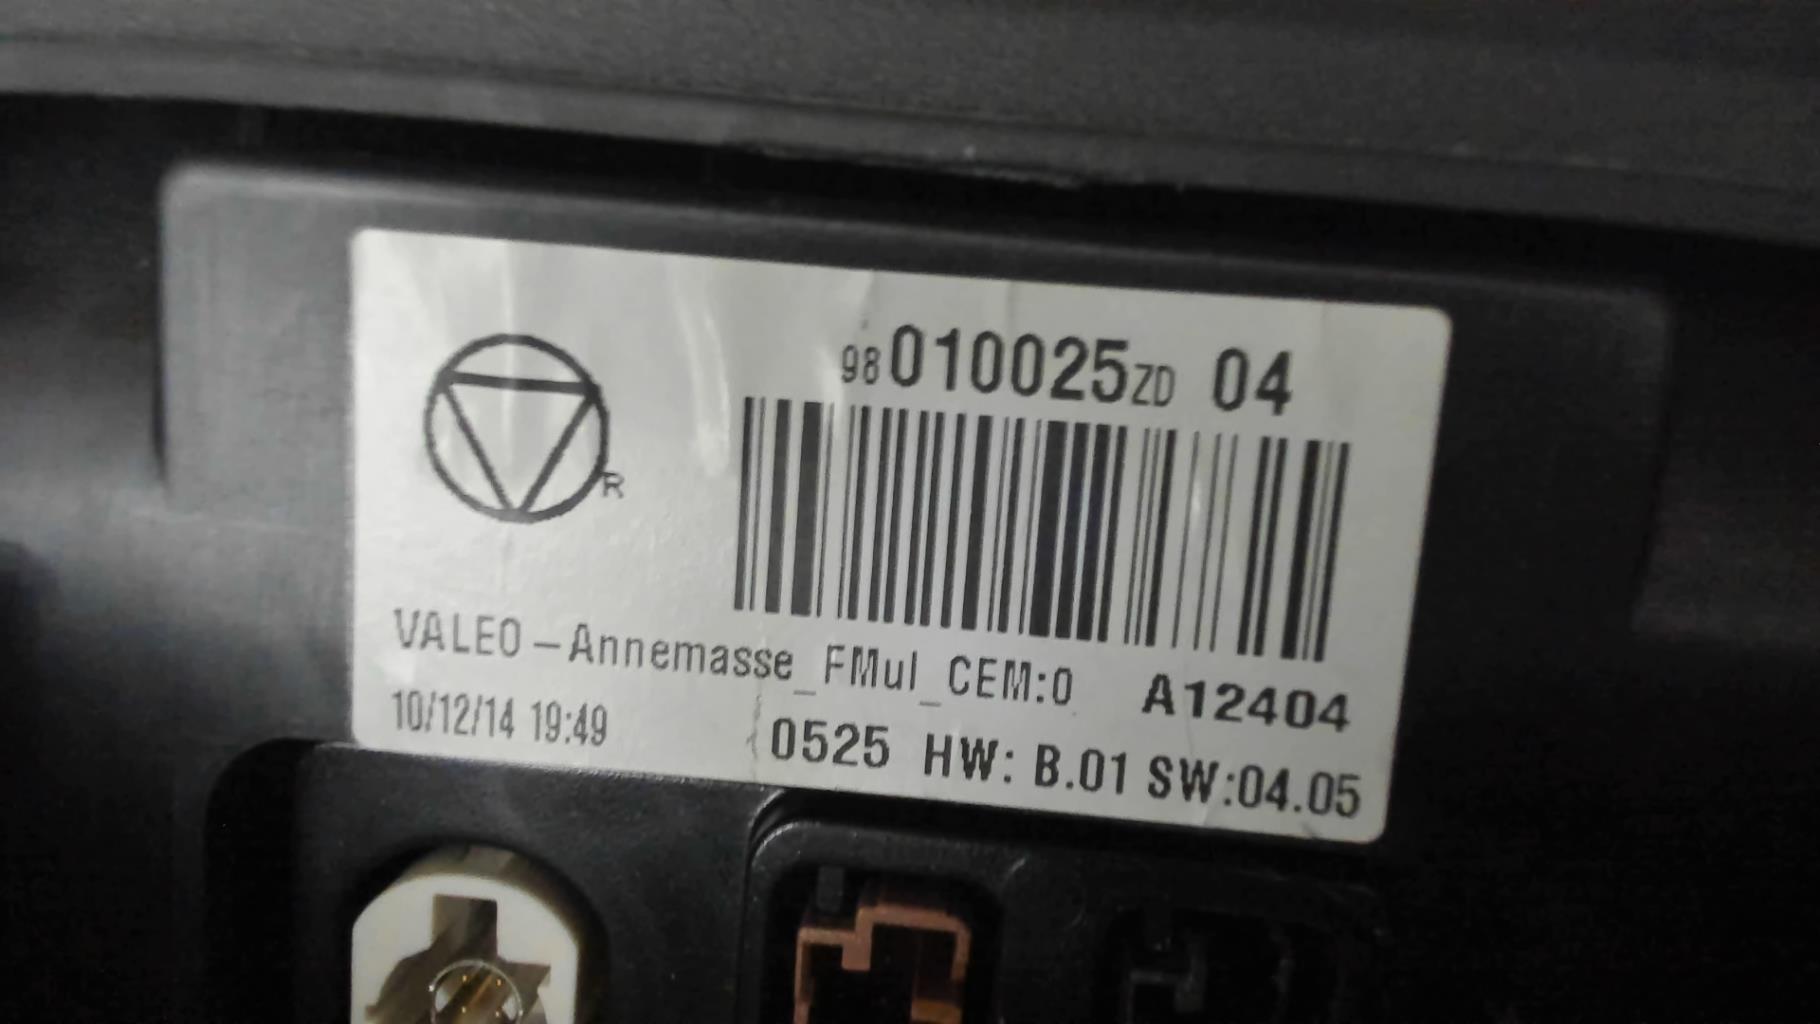 98010025ZD 04
R
VALEO-Annemasse_FMul_CEM:0 A12404
10/12/14 19:49 0525 HW: B.01 SW:04.05